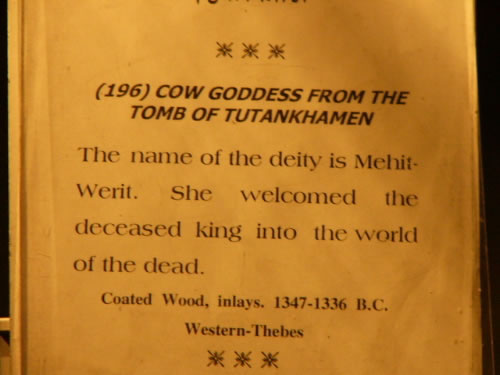 (196) COW GODDESS FROM THE
TOMB OF TUTANKHAMEN
The name of the deity is Mehit-
Werit. She welcomed the
deceased king into the world
of the dead.
Coated Wood, inlays. 1347-1336 B.C.
Western-Thebes